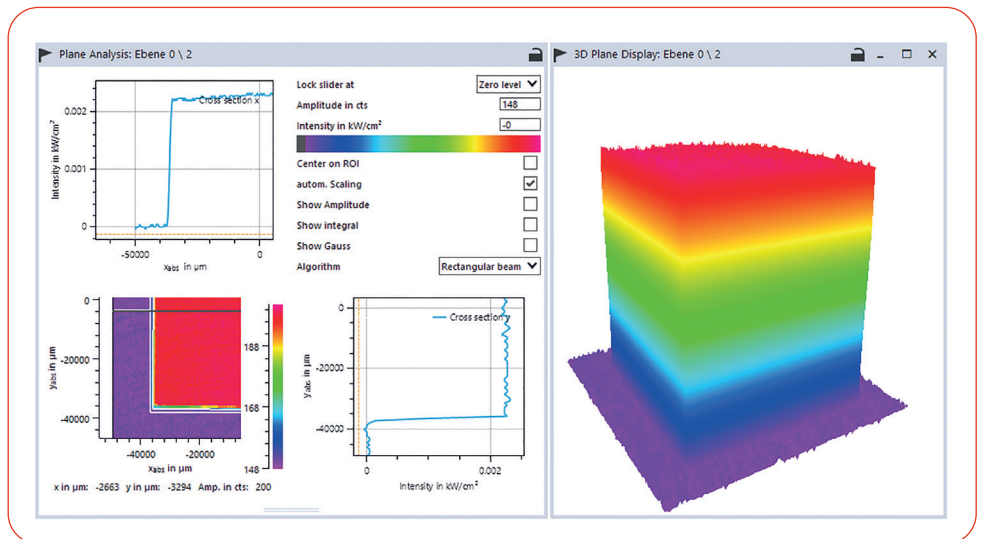 Plane Analysis: Ebene 0 \ 2
Cross section x
Intensity in kW/cm²
0.002
0.001
0
-50000
0
xabs in µm
Lock slider at
Zero level
Amplitude in cts
148
Intensity in kW/cm²
-0
Center on ROI
autom. Scaling
Show Amplitude
Show integral
Show Gauss
Algorithm
Rectangular beam
yabs in µm
0
-20000
-40000
-40000
-20000
xabs in µm
188
168
148
x in µm: -2663 y in µm: -3294 Amp. in cts: 200
Cross section y
yabs in µm
0
-20000
-40000
0
0.002
Intensity in kW/cm²
3D Plane Display: Ebene 0 \ 2